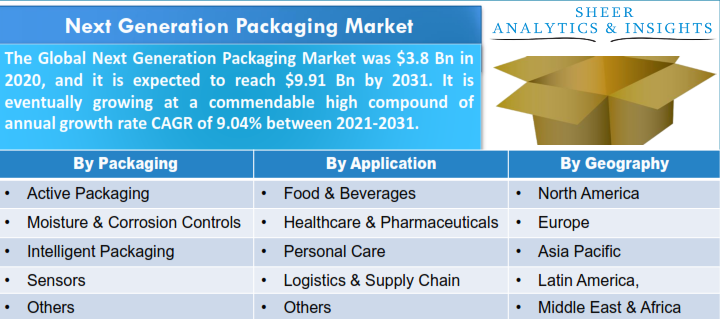 Next Generation Packaging Market
SHEER
ANALYTICS & INSIGHTS
The Global Next Generation Packaging Market was $3.8 Bn in
2020, and it is expected to reach $9.91 Bn by 2031. It is
eventually growing at a commendable high compound of
annual growth rate CAGR of 9.04% between 2021-2031.
By Packaging By Application By Geography
• Active Packaging • Food & Beverages • North America
• Moisture & Corrosion Controls • Healthcare & Pharmaceuticals • Europe
• Intelligent Packaging • Personal Care • Asia Pacific
• Sensors • Logistics & Supply Chain • Latin America,
• Others • Others • Middle East & Africa